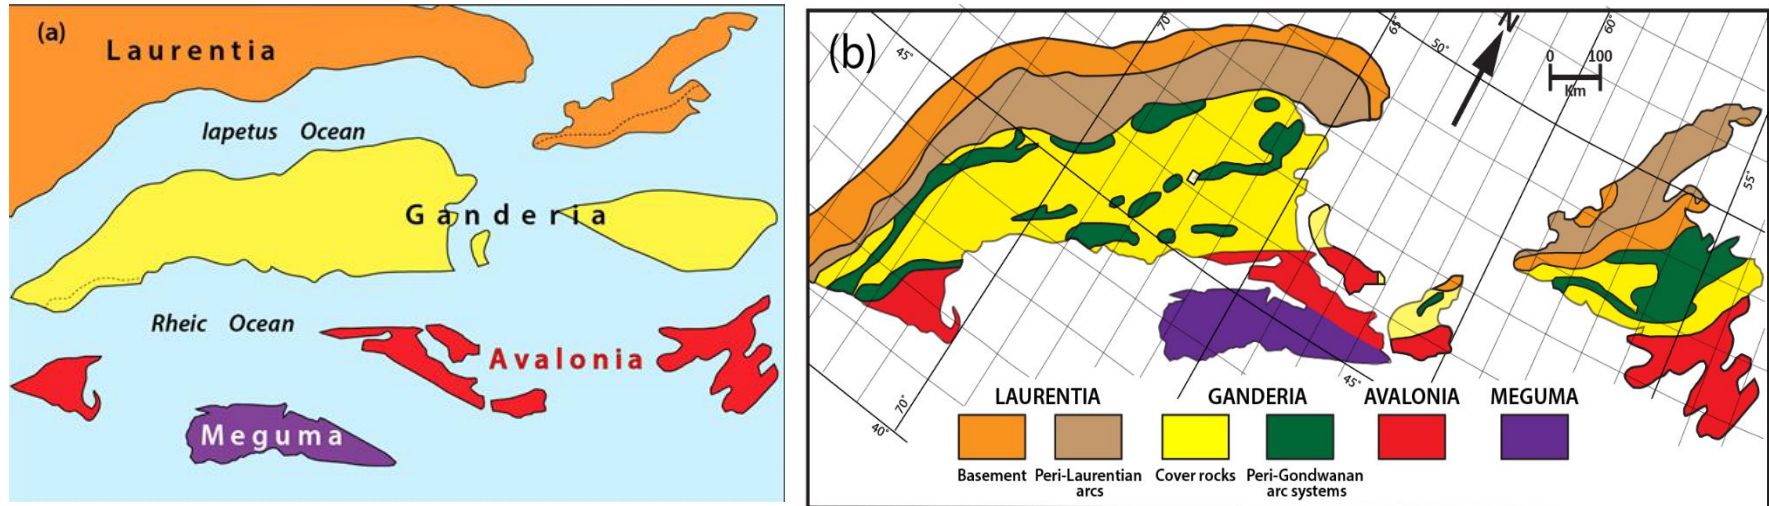 (a)
Laurentia
Iapetus Ocean
Ganderia
Rheic Ocean
Avalonia
Meguma
(b)
45°
70°
65°
50°
N
0 100
Km
60°
55°
45°
70°
40°
LAURENTIA GANDERIA AVALONIA MEGUMA
Basement Peri-Laurentian Cover rocks Peri-Gondwanan
arcs arc systems